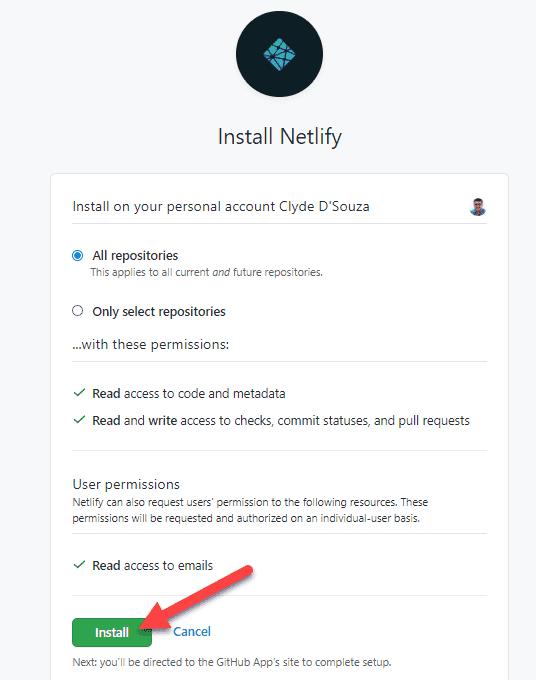 Install Netlify
Install on your personal account Clyde D'Souza
All repositories
This applies to all current and future repositories.
Only select repositories
...with these permissions:
Read access to code and metadata
Read and write access to checks, commit statuses, and pull requests
User permissions
Netlify can also request users' permission to the following resources. These
permissions will be requested and authorized on an individual-user basis.
Read access to emails
Install Cancel
Next: you'll be directed to the GitHub App's site to complete setup.